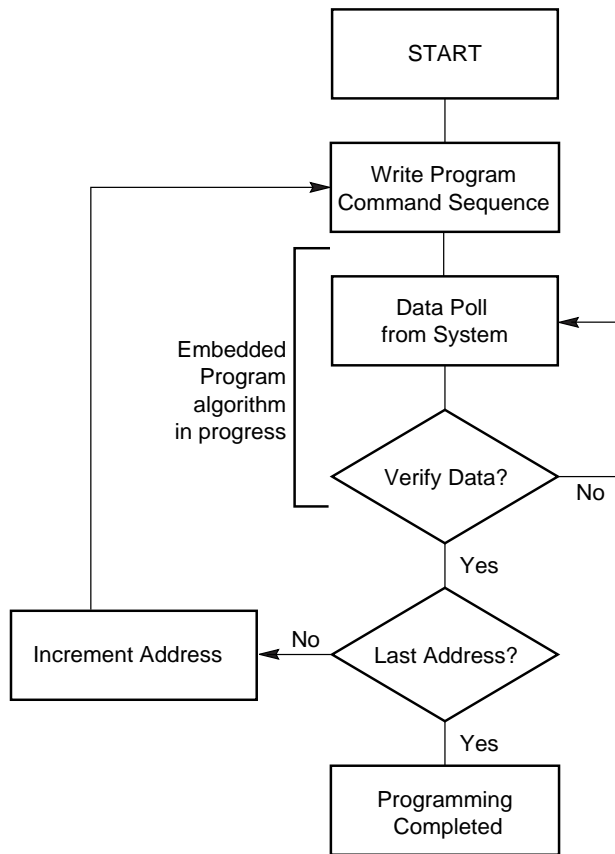 START
Write Program
Command Sequence
Data Poll
from System
Embedded
Program
algorithm
in progress
Verify Data?
No
Yes
No
Increment Address
Last Address?
Yes
Programming
Completed